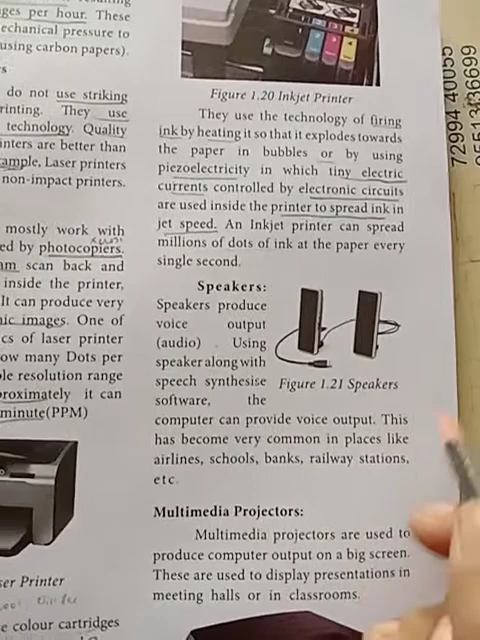 ges per hour. These
echanical pressure to
using carbon papers).
do not use striking
rinting. They use
technology. Quality
inters are better than
ample, Laser printers
non-impact printers.
mostly work with
ed by photocopiers.
am scan back and
inside the printer,
It can produce very
ic images. One of
cs of laser printer
ow many Dots per
le resolution range
roximately it can
minute(PPM)
ser Printer
e colour cartridges
Figure 1.20 Inkjet Printer
They use the technology of firing
ink by heating it so that it explodes towards
the paper in bubbles or by using
piezoelectricity in which tiny electric
currents controlled by electronic circuits
are used inside the printer to spread ink in
jet speed. An Inkjet printer can spread
millions of dots of ink at the paper every
single second.
Speakers:
Speakers produce
voice output
(audio) . Using
speaker along with
speech synthesise
software, the
Figure 1.21 Speakers
computer can provide voice output. This
has become very common in places like
airlines, schools, banks, railway stations,
etc.
Multimedia Projectors:
Multimedia projectors are used to
produce computer output on a big screen.
These are used to display presentations in
meeting halls or in classrooms.
72994 40055